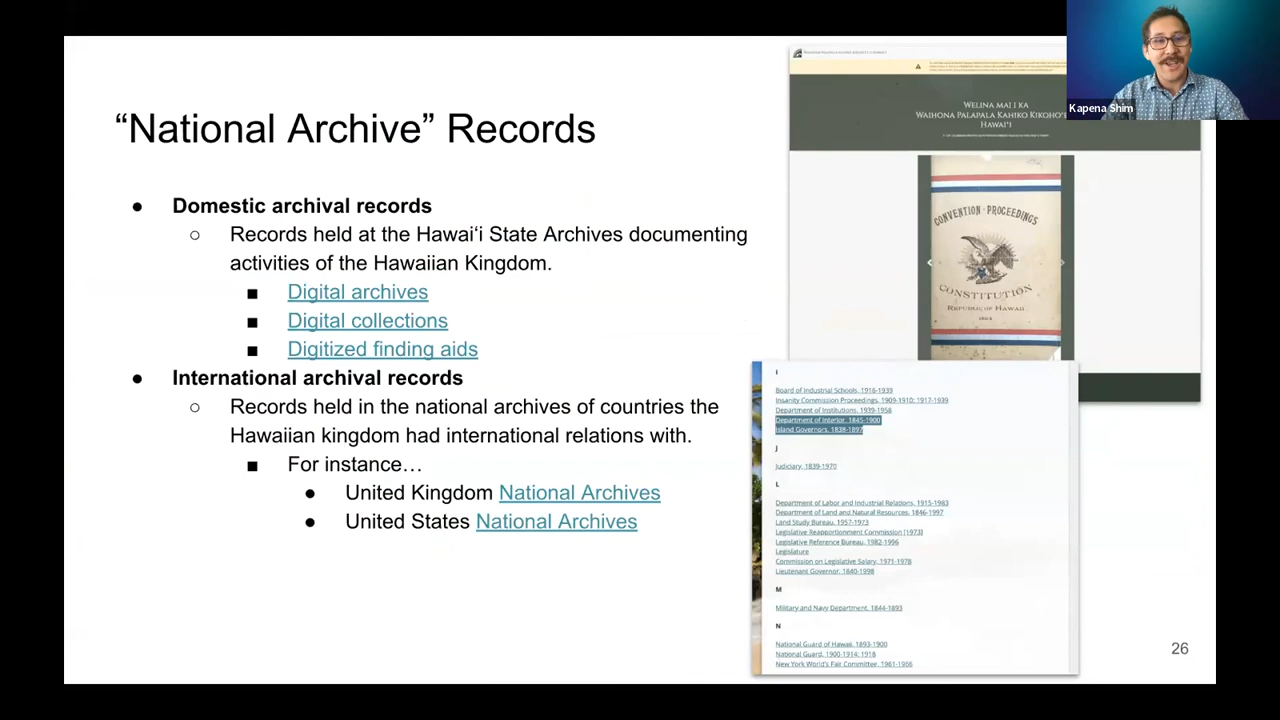 Kapena Shim
"National Archive" Records
● Domestic archival records
○ Records held at the Hawaiʻi State Archives documenting
activities of the Hawaiian Kingdom.
■ Digital archives
■ Digital collections
■ Digitized finding aids
● International archival records
○ Records held in the national archives of countries the
Hawaiian kingdom had international relations with.
■ For instance…
● United Kingdom National Archives
● United States National Archives
WELINA MAI I KA
WAIHONA PALAPALA KAHIKO KIKOHOʻ
HAWAIʻI
CONVENTION-PROCEEDINGS
CONSTITUTION
REPUBLIC OF HAWAII
I
Board of Industrial Schools, 1916-1939
Insanity Commission Proceedings, 1909-1910; 1917-1939
Department of Institutions, 1939-1958
Department of Interior, 1845-1900
Island Governors, 1838-1897
J
Judiciary, 1839-1970
L
Department of Labor and Industrial Relations, 1915-1983
Department of Land and Natural Resources, 1846-1997
Land Study Bureau, 1957-1973
Legislative Reapportionment Commission [1973]
Legislative Reference Bureau, 1982-1996
Legislature
Commission on Legislative Salary, 1971-1978
Lieutenant Governor, 1840-1998
M
Military and Navy Department, 1844-1893
N
National Guard of Hawaii, 1893-1900
National Guard, 1900-1914; 1918
New York World's Fair Committee, 1961-1966
26